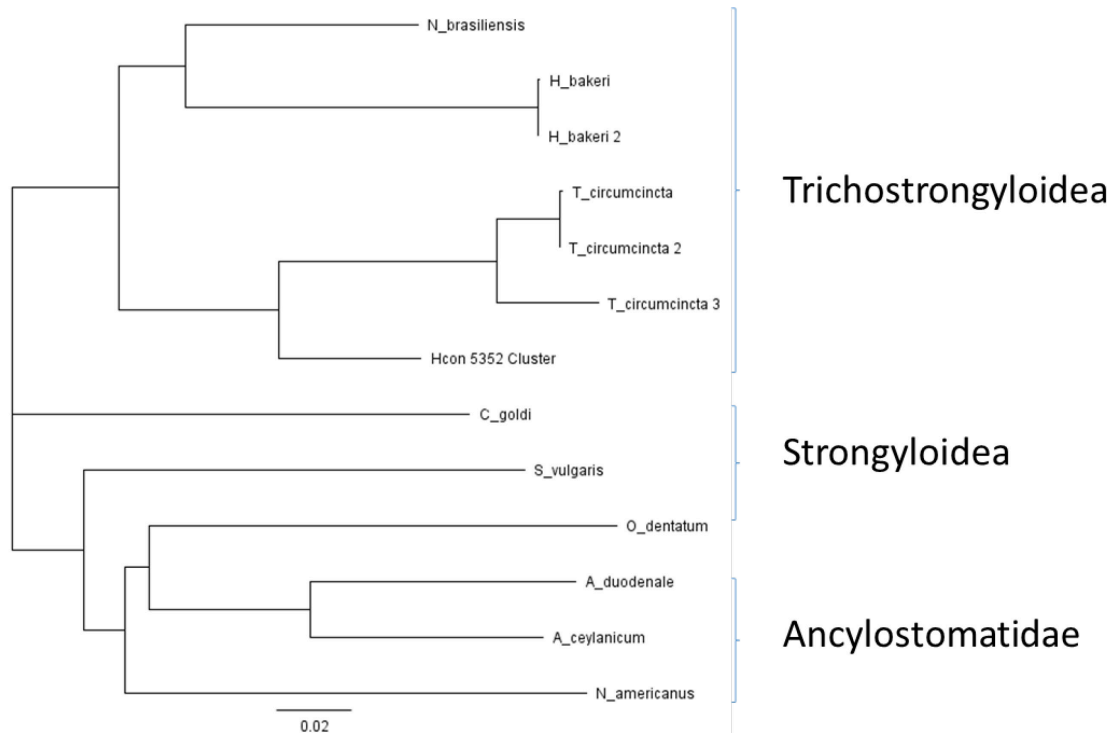 N_brasiliensis
H_bakeri
H_bakeri 2
T_circumcincta
Trichostrongyloidea
T_circumcincta 2
T_circumcincta 3
Hcon 5352 Cluster
C_goldi
Strongyloidea
S_vulgaris
O_dentatum
A_duodenale
A_ceylanicum
Ancylostomatidae
N_americanus
0.02